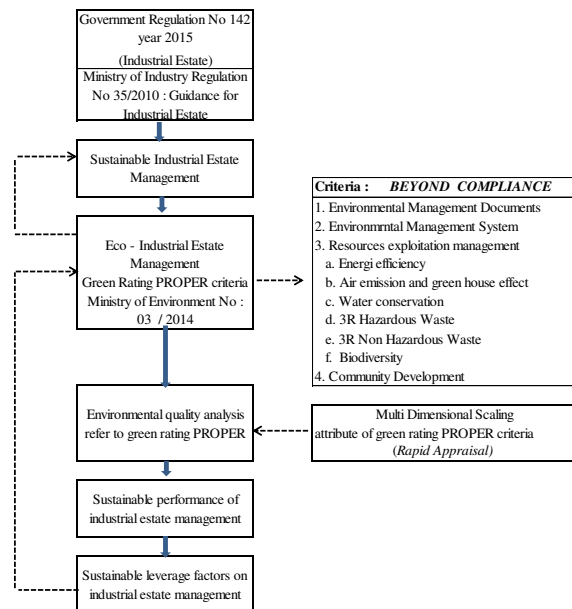 Government Regulation No 142
year 2015
(Industrial Estate)
Ministry of Industry Regulation
No 35/2010 : Guidance for
Industrial Estate
Sustainable Industrial Estate
Management
Eco - Industrial Estate
Management
Green Rating PROPER criteria
Ministry of Environment No :
03 / 2014
Criteria : BEYOND COMPLIANCE
1. Environmental Management Documents
2. Environmrntal Management System
3. Resources exploitation management
a. Energi efficiency
b. Air emission and green house effect
c. Water conservation
d. 3R Hazardous Waste
e. 3R Non Hazardous Waste
f. Biodiversity
4. Community Development
Environmental quality analysis
refer to green rating PROPER
Multi Dimensional Scaling
attribute of green rating PROPER criteria
(Rapid Appraisal)
Sustainable performance of
industrial estate management
Sustainable leverage factors on
industrial estate management